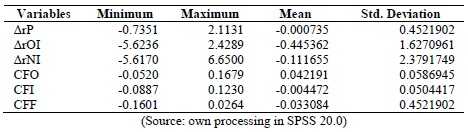 Variables Minimum Maximum Mean Std. Deviation
ΔrP -0.7351 2.1131 -0.000735 0.4521902
ΔrOI -5.6236 2.4289 -0.445362 1.6270961
ΔrNI -5.6170 6.6500 -0.111655 2.3791749
CFO -0.0520 0.1679 0.042191 0.0586945
CFI -0.0887 0.1230 -0.004472 0.0504417
CFF -0.1601 0.0264 -0.033084 0.4521902
(Source: own processing in SPSS 20.0)